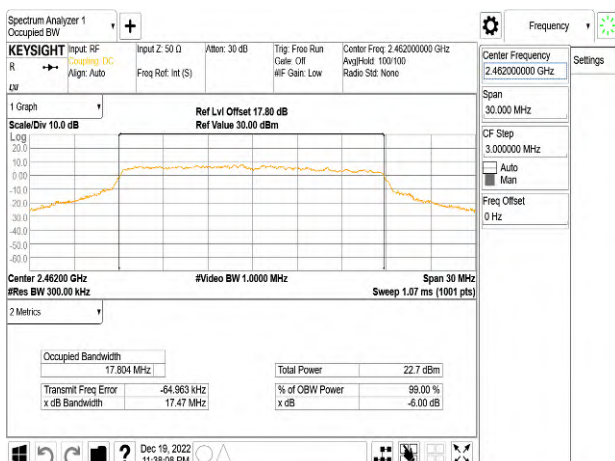 Spectrum Analyzer 1
Occupied BW
Frequency
KEYSIGHT
R
Input: RF
Coupling: DC
Align: Auto
Input Z: 50 Ω
Freq Ref: Int (S)
Atten: 30 dB
Trig: Free Run
Gate: Off
#IF Gain: Low
Center Freq: 2.462000000 GHz
Avg|Hold: 100/100
Radio Std: None
Center Frequency
2.462000000 GHz
Settings
Span
30.000 MHz
CF Step
3.000000 MHz
Auto
Man
Freq Offset
0 Hz
1 Graph
Scale/Div 10.0 dB
Ref Lvl Offset 17.80 dB
Ref Value 30.00 dBm
Log
20.0
10.0
0.00
-10.0
-20.0
-30.0
-40.0
-50.0
-60.0
Center 2.46200 GHz
#Video BW 1.0000 MHz
Span 30 MHz
#Res BW 300.00 kHz
Sweep 1.07 ms (1001 pts)
2 Metrics
Occupied Bandwidth
17.804 MHz
Total Power 22.7 dBm
Transmit Freq Error -64.963 kHz
% of OBW Power 99.00 %
x dB Bandwidth 17.47 MHz
x dB -6.00 dB
?
Dec 19, 2022
11:38:08 PM